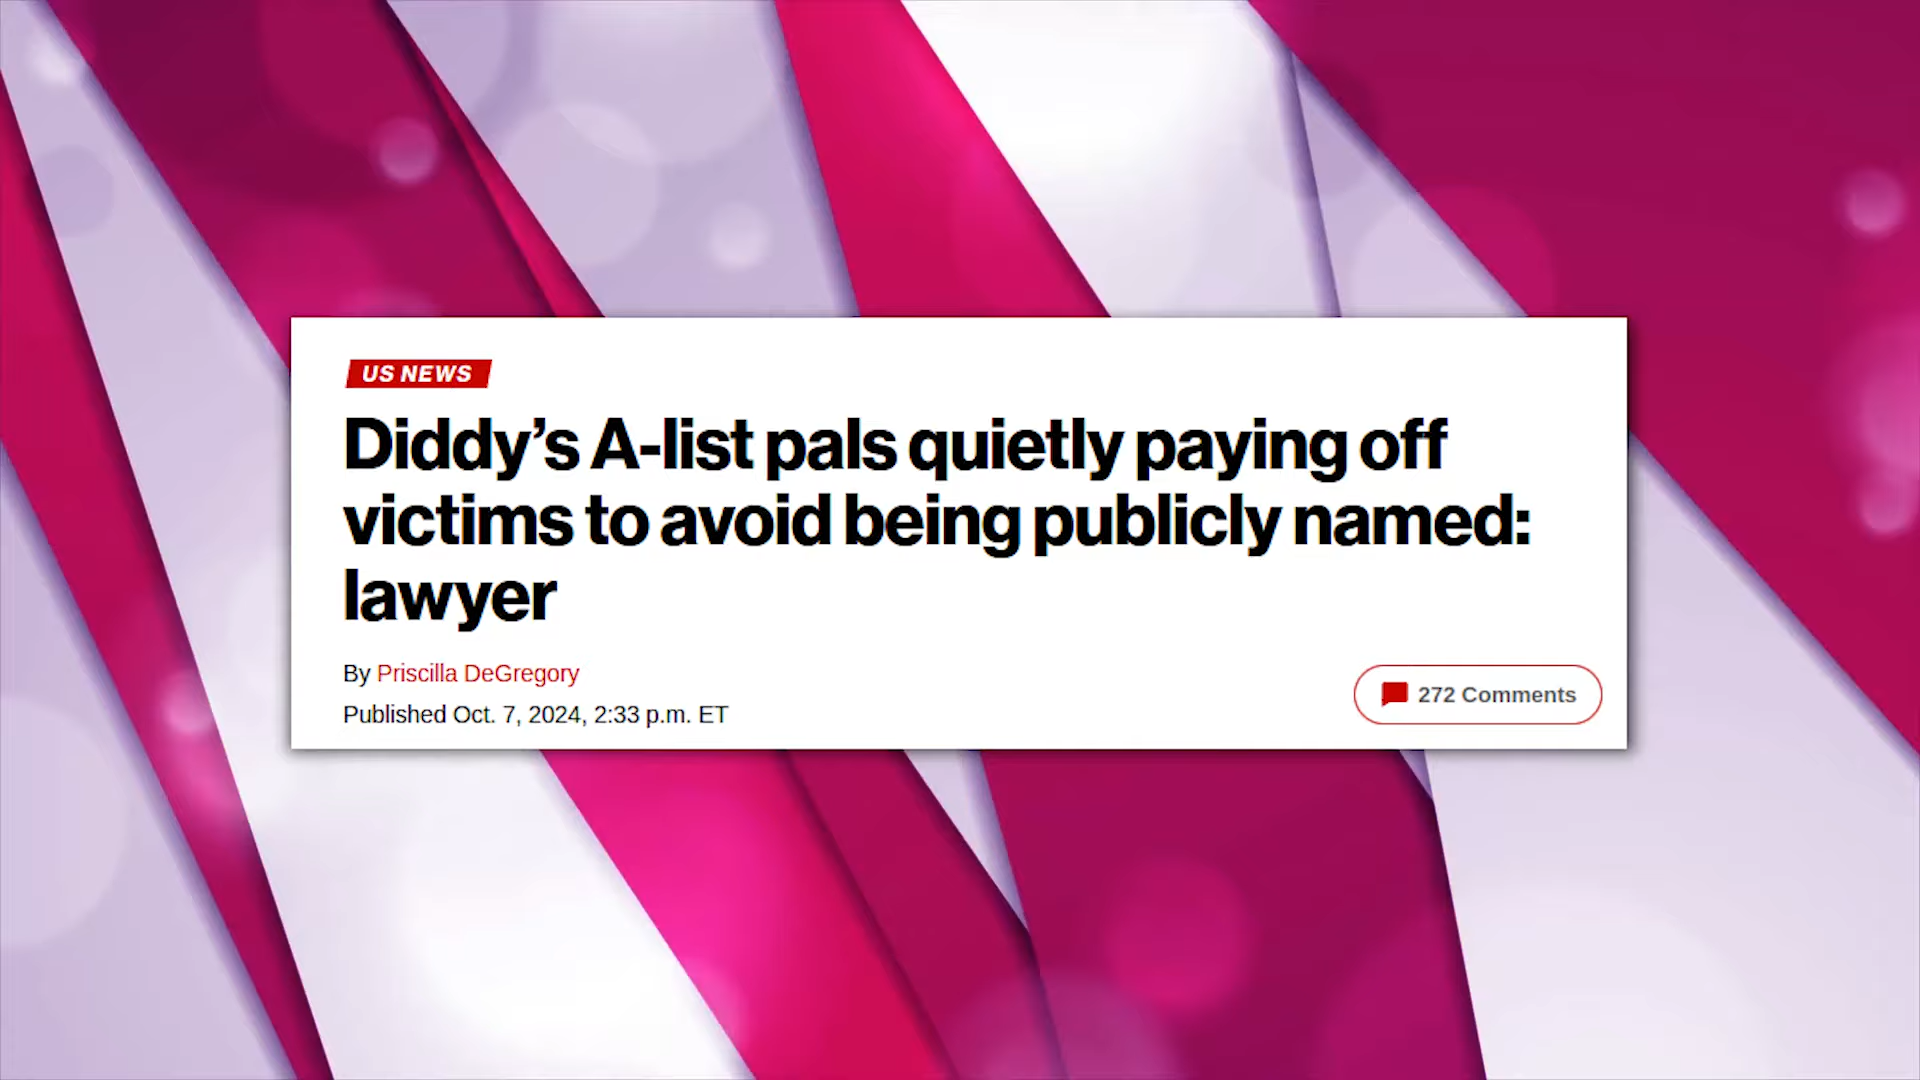 US NEWS
Diddy’s A-list pals quietly paying off
victims to avoid being publicly named:
lawyer
By Priscilla DeGregory
Published Oct. 7, 2024, 2:33 p.m. ET
272 Comments